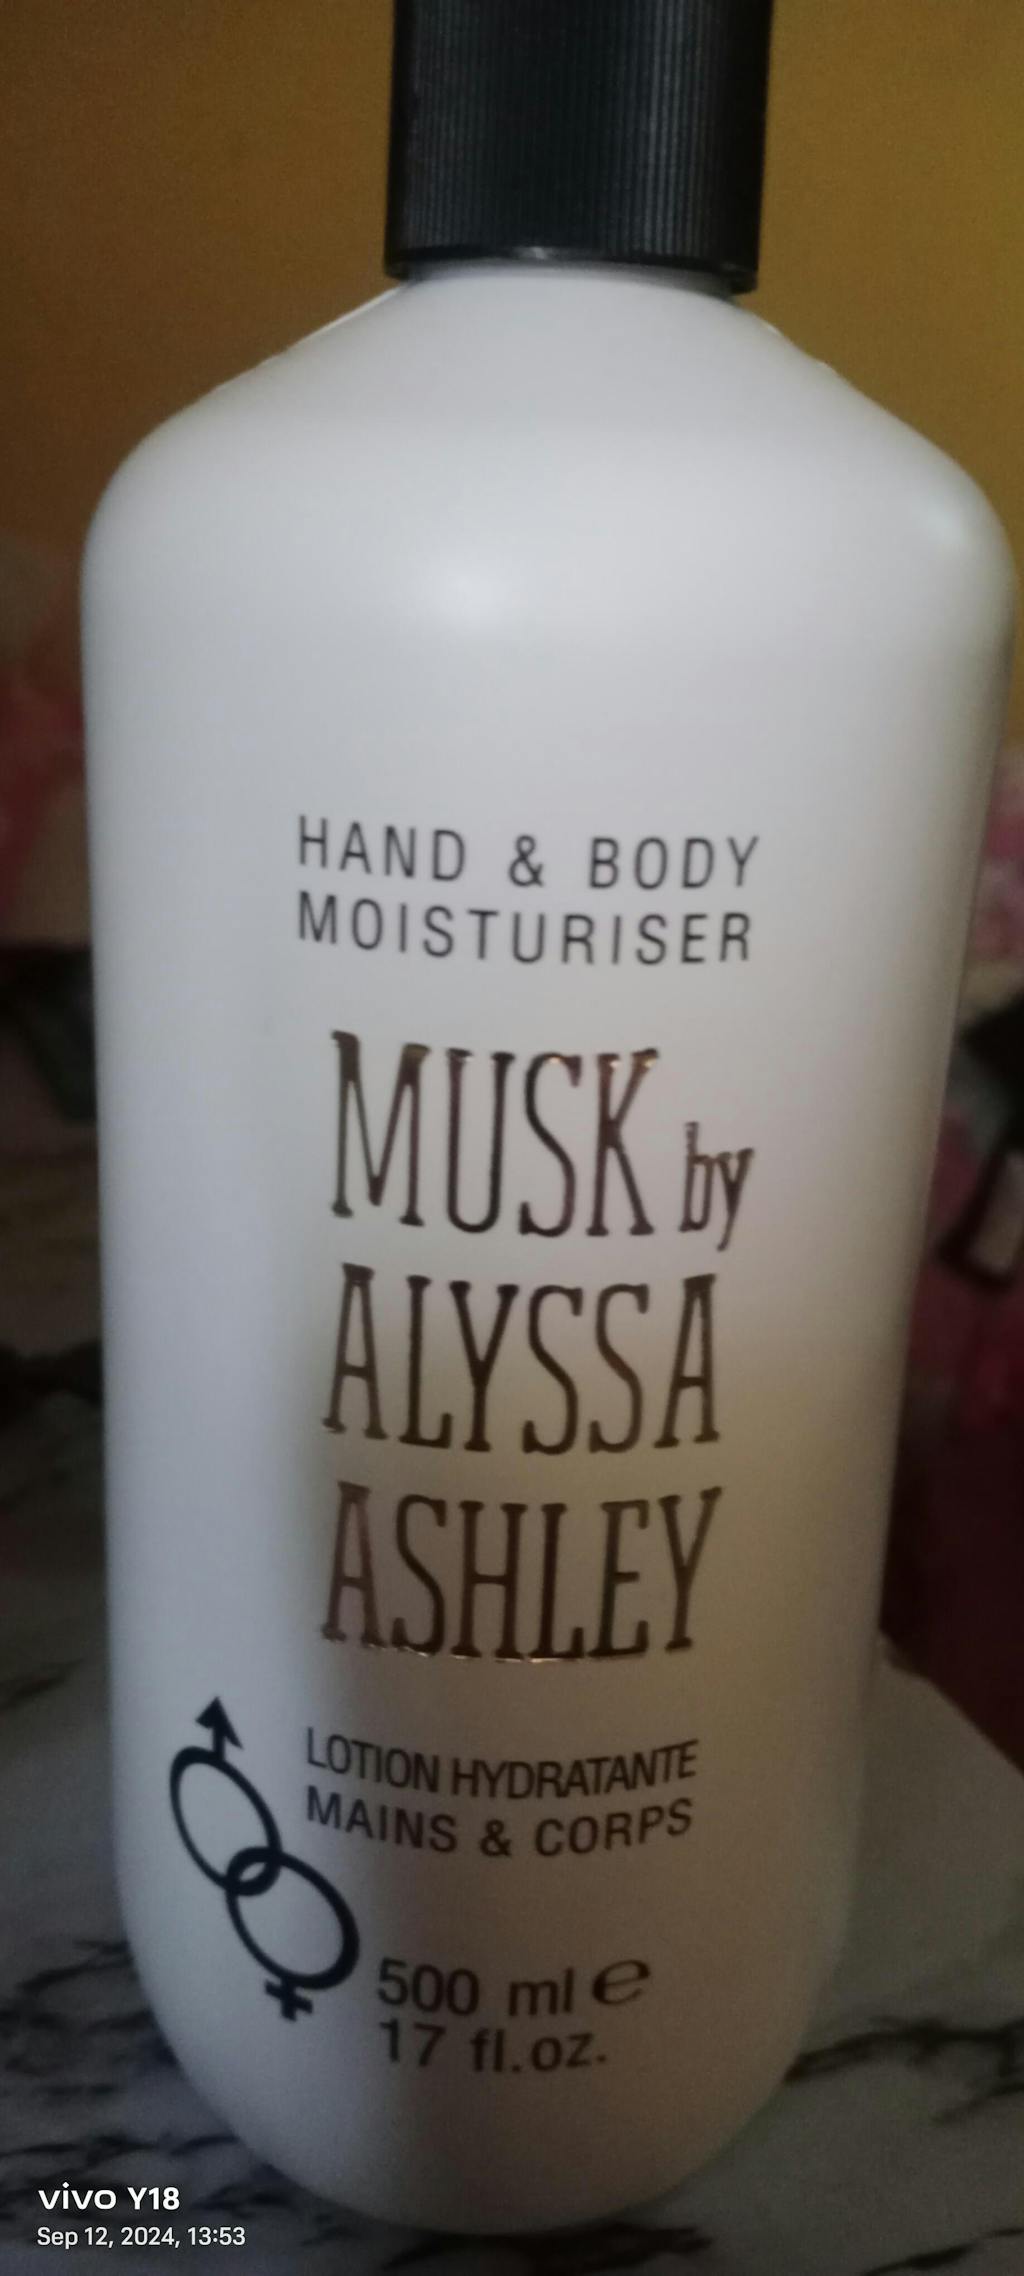 HAND & BODY
MOISTURISER
MUSK by
ALYSSA
ASHLEY
LOTION HYDRATANTE
MAINS & CORPS
500 ml e
17 fl.oz.
vivo Y18
Sep 12, 2024, 13:53